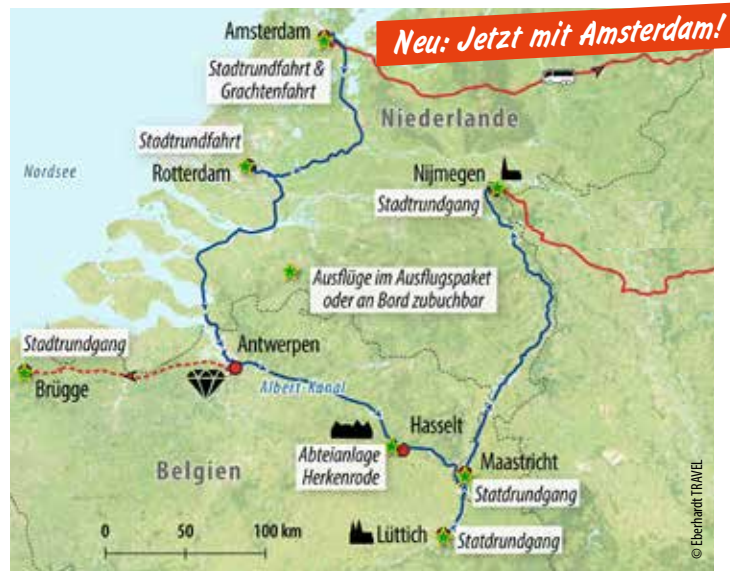 Neu: Jetzt mit Amsterdam!
Amsterdam
Stadtrundfahrt &
Grachtenfahrt
Niederlande
Stadtrundfahrt
Nordsee
Rotterdam
Nijmegen
Stadtrundgang
Ausflüge im Ausflugspaket
oder an Bord zubuchbar
Stadtrundgang
Antwerpen
Brügge
Albert-Kanal
Hasselt
Abteianlage
Herkenrode
Maastricht
Statdrundgang
Belgien
0 50 100 km
Lüttich
Statdrundgang
© Eberhardt TRAVEL